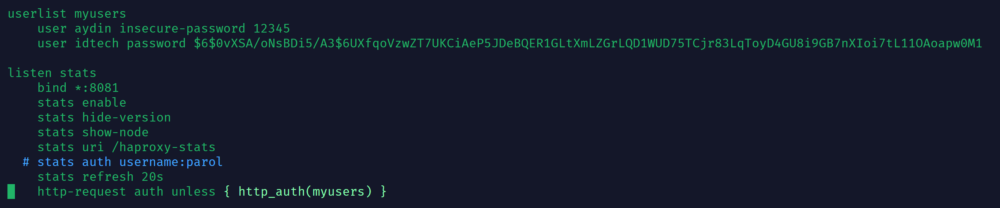 userlist myusers
    user aydin insecure-password 12345
    user idtech password $6$0vXSA/oNsBDi5/A3$6UXfqoVzwZT7UKCiAeP5JDeBQER1GLtXmLZGrLQD1WUD75TCjr83LqToyD4GU8i9GB7nXIoi7tL11OAoapw0M1
listen stats
    bind *:8081
    stats enable
    stats hide-version
    stats show-node
    stats uri /haproxy-stats
  # stats auth username:parol
    stats refresh 20s
    http-request auth unless { http_auth(myusers) }